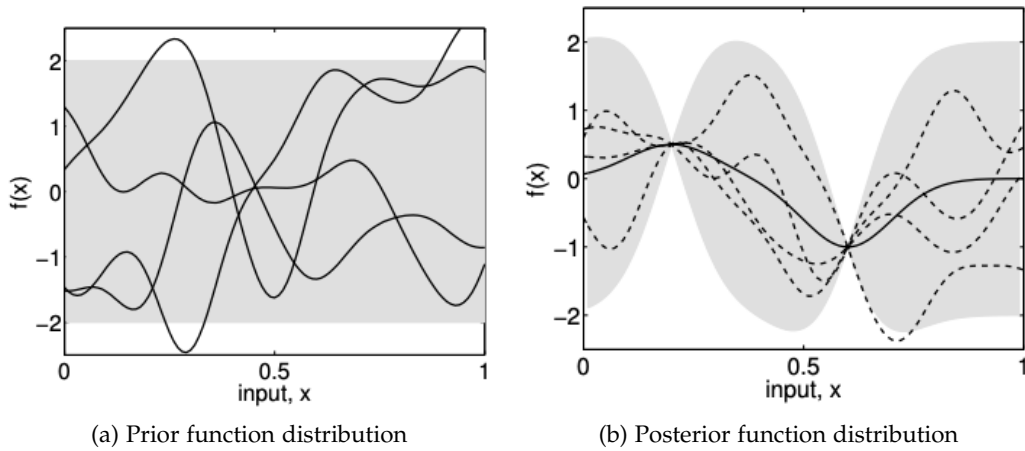 2
1
0
−1
−2
f(x)
0
0.5
1
input, x
(a) Prior function distribution
2
1
0
−1
−2
f(x)
0
0.5
1
input, x
(b) Posterior function distribution